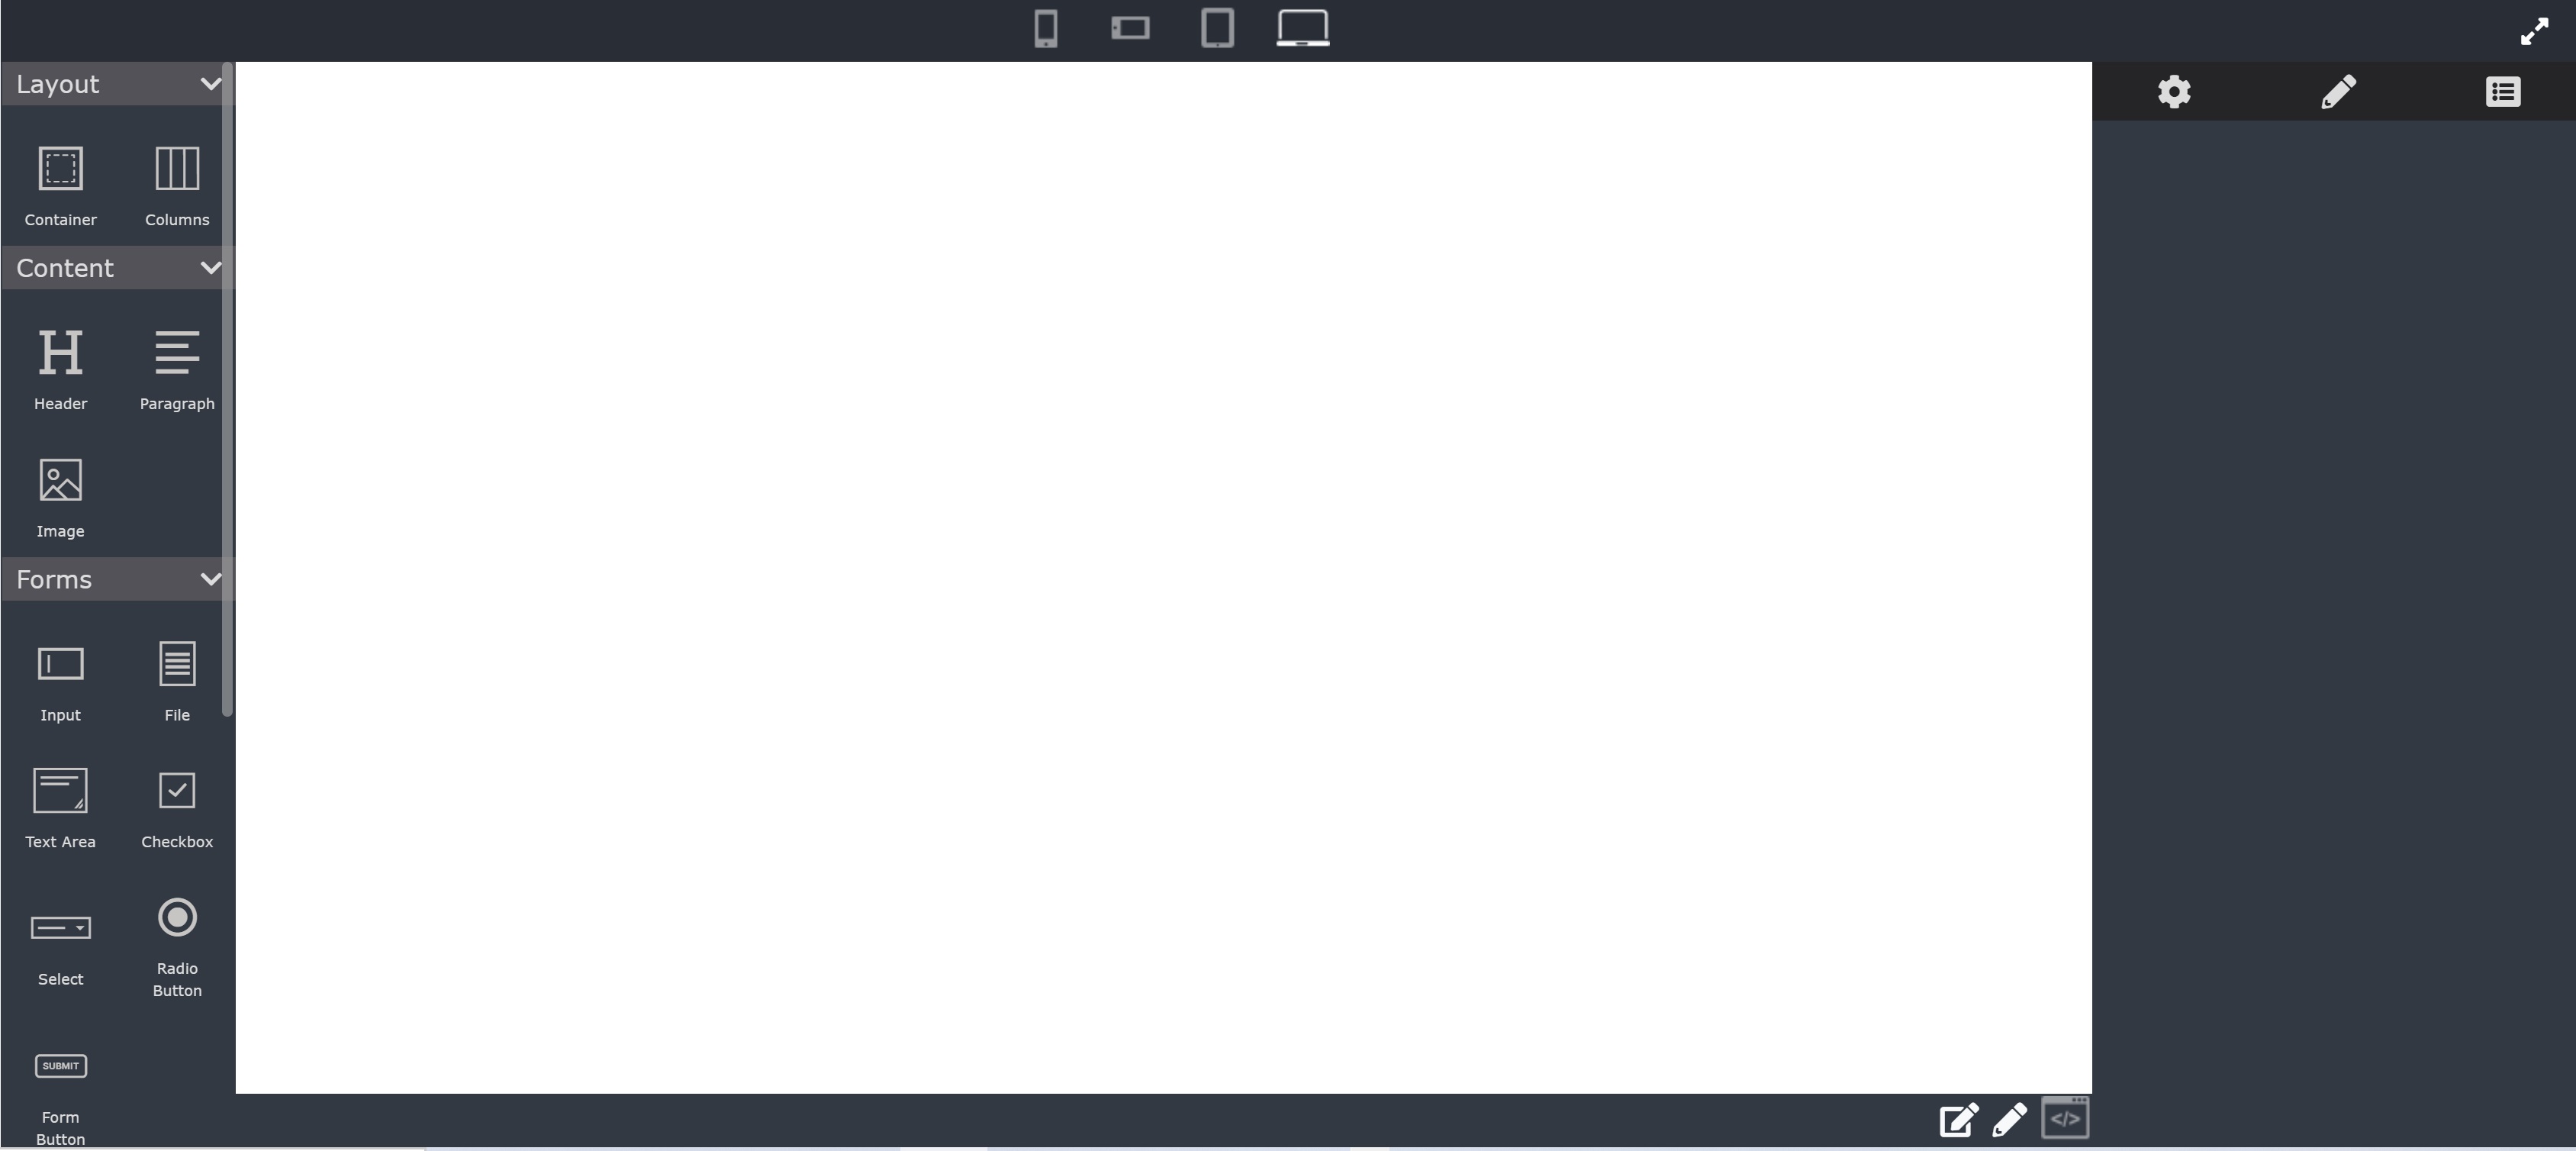 Layout
Container
Columns
Content
Header
Paragraph
Image
Forms
Input
File
Text Area
Checkbox
Select
Radio
Button
SUBMIT
Form
Button
</>